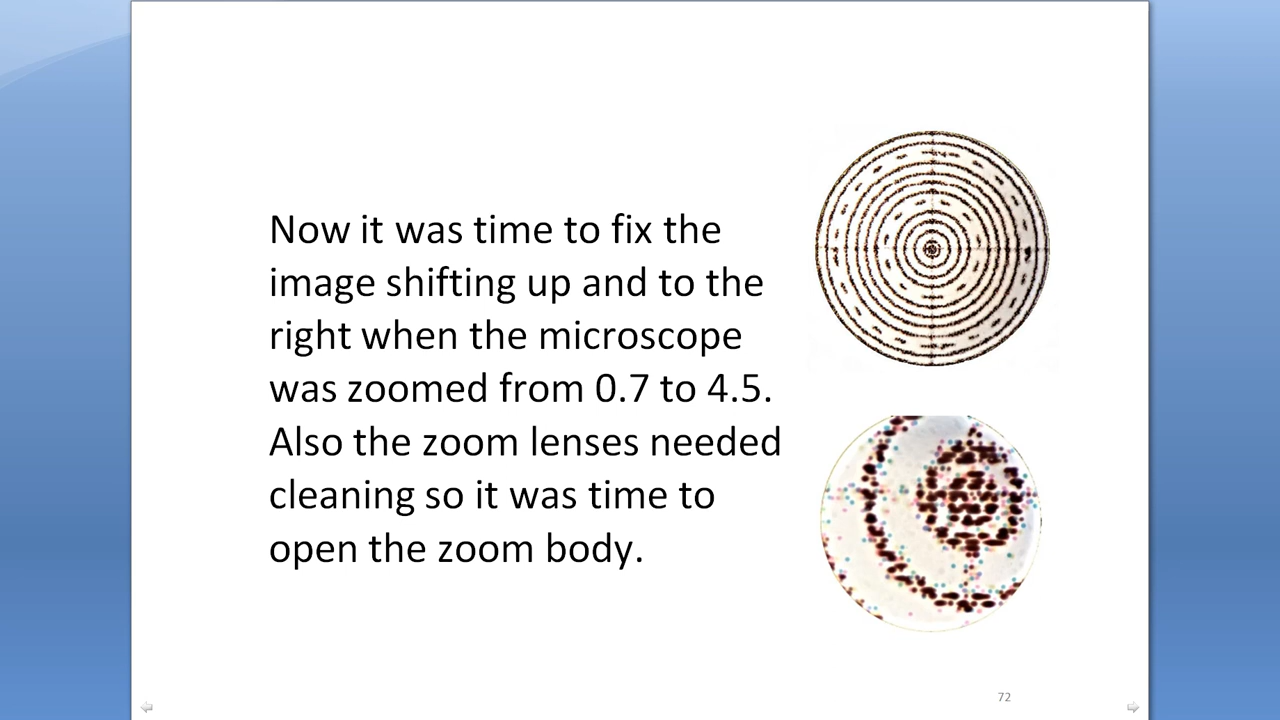 Now it was time to fix the
image shifting up and to the
right when the microscope
was zoomed from 0.7 to 4.5.
Also the zoom lenses needed
cleaning so it was time to
open the zoom body.
72